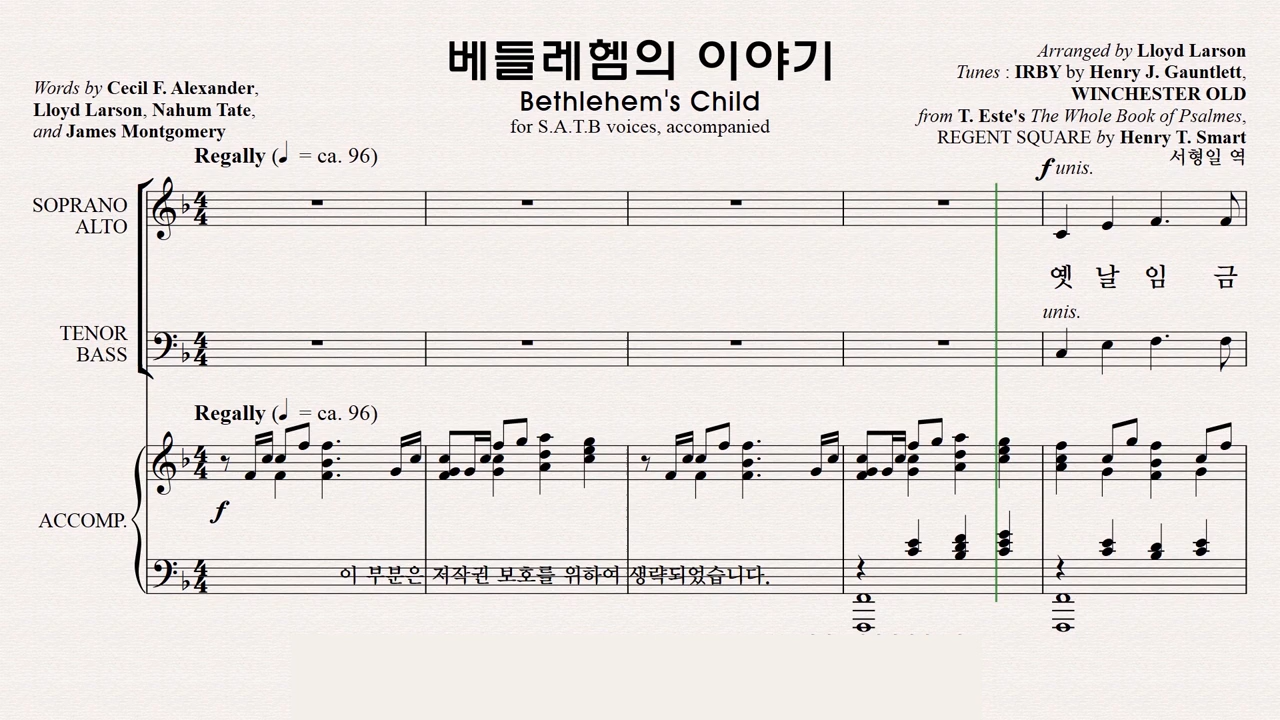 베들레헴의 이야기
Bethlehem's Child
for S.A.T.B voices, accompanied
Words by Cecil F. Alexander,
Lloyd Larson, Nahum Tate,
and James Montgomery
Arranged by Lloyd Larson
Tunes : IRBY by Henry J. Gauntlett,
WINCHESTER OLD
from T. Este's The Whole Book of Psalmes,
REGENT SQUARE by Henry T. Smart
서형일 역
Regally (♩ = ca. 96)
f unis.
SOPRANO
ALTO
옛 날 임 금
unis.
TENOR
BASS
Regally (♩ = ca. 96)
f
ACCOMP.
이 부분은 저작권 보호를 위하여 생략되었습니다.